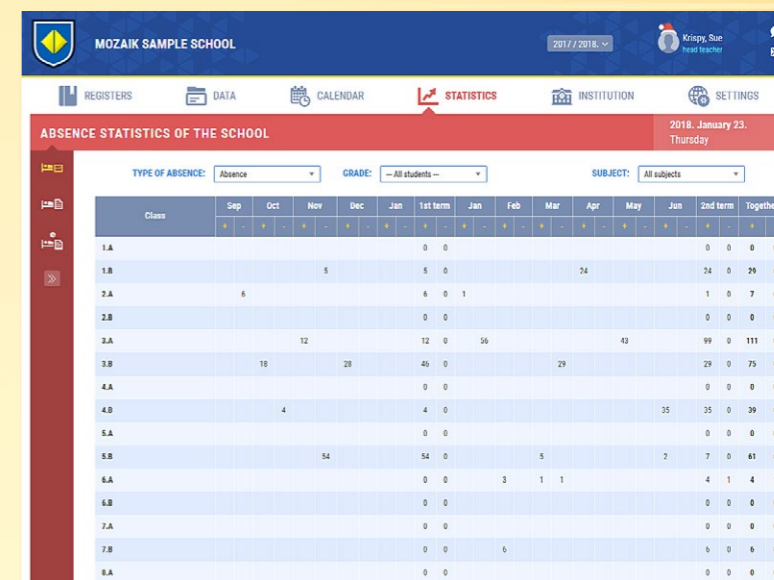 MOZAIK SAMPLE SCHOOL
2017 / 2018.
Krispy, Sue
head teacher
REGISTERS DATA CALENDAR STATISTICS INSTITUTION SETTINGS
ABSENCE STATISTICS OF THE SCHOOL
2018. January 23.
Thursday
TYPE OF ABSENCE: Absence GRADE: -- All students -- SUBJECT: All subjects
Class Sep Oct Nov Dec Jan 1st term Jan Feb Mar Apr May Jun 2nd term Togethe
+ - + - + - + - + - + - + - + - + - + - + - + - + - +
1.A 0 0 0 0 0
1.B 5 5 0 24 24 0 29
2.A 6 6 0 1 1 0 7
2.B 0 0 0 0 0
3.A 12 12 0 56 43 99 0 111
3.B 18 28 46 0 29 29 0 75
4.A 0 0 0 0 0
4.B 4 4 0 35 35 0 39
5.A 0 0 0 0 0
5.B 54 54 0 5 2 7 0 61
6.A 0 0 3 1 1 4 1 4
6.B 0 0 0 0 0
7.A 0 0 0 0 0
7.B 0 0 6 6 0 6
8.A 0 0 0 0 0